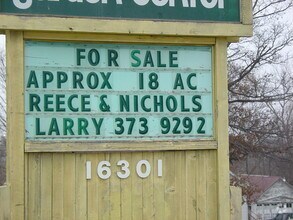 FOR SALE
APPROX 18 AC
REECE & NICHOLS
LARRY 373 9292
16301